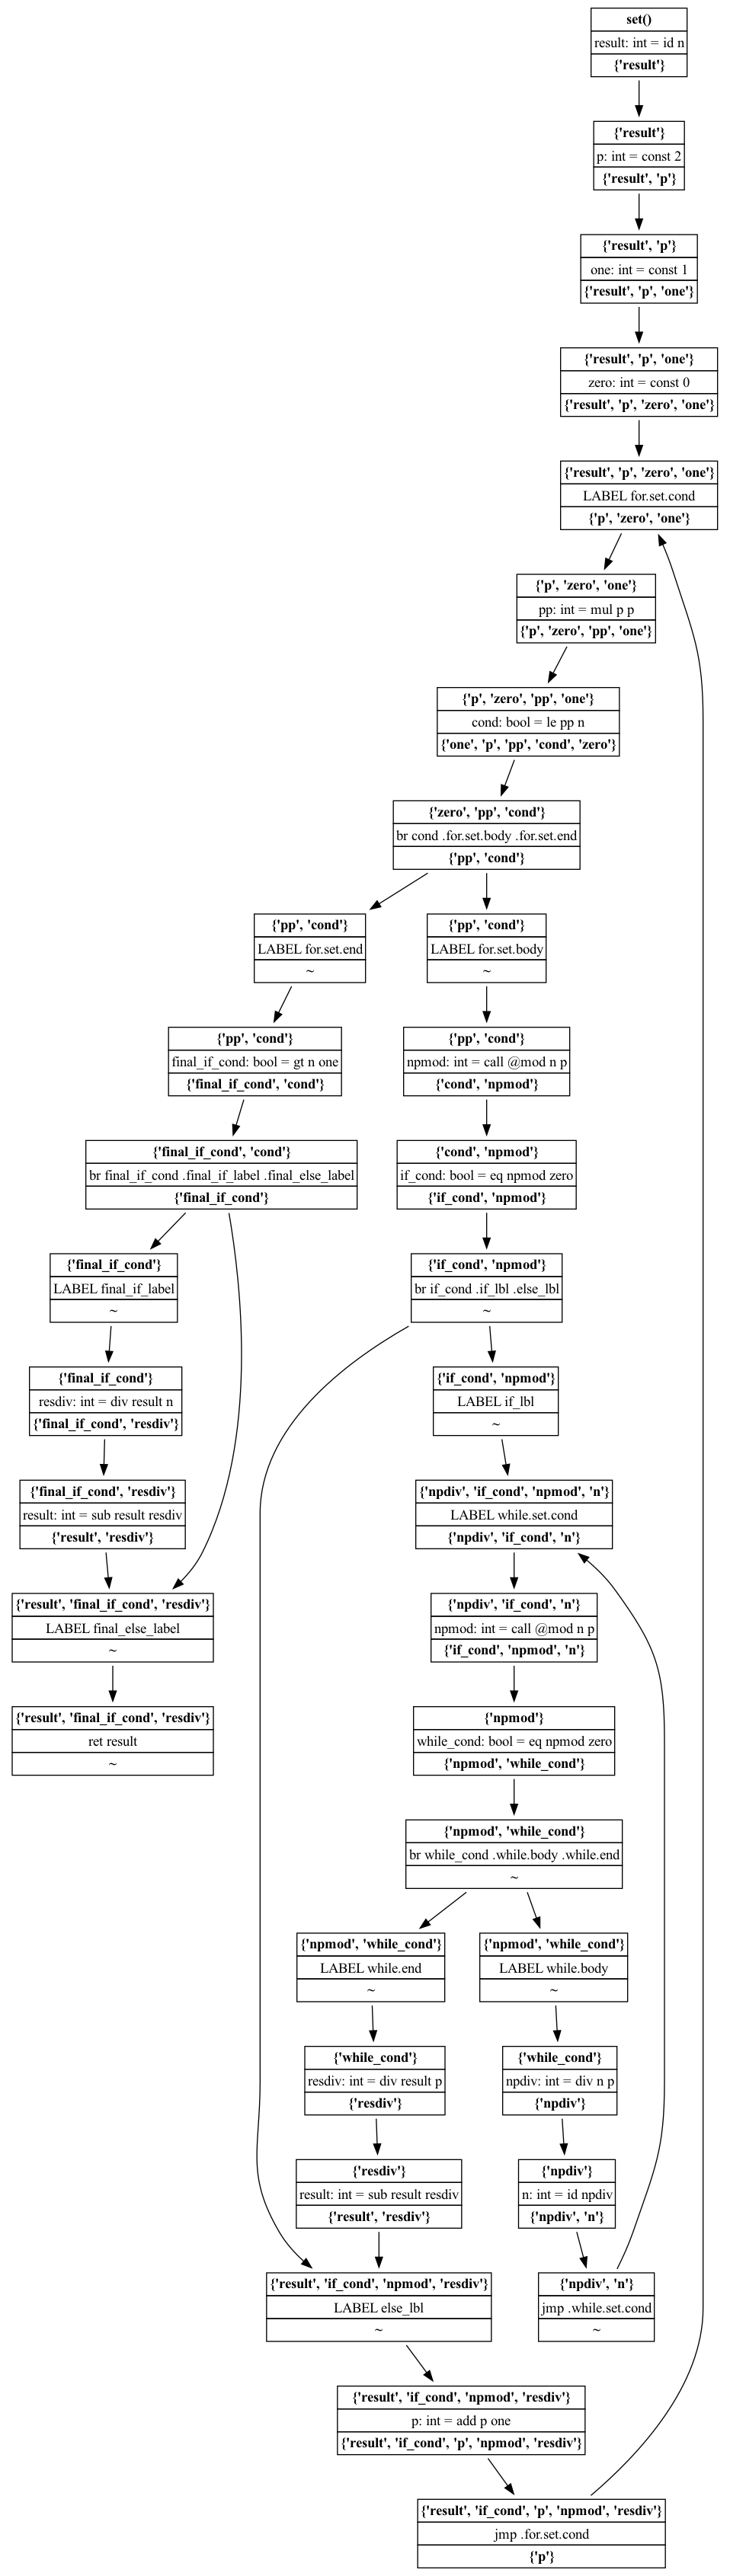 set()
result: int = id n
{'result'}
{'result'}
p: int = const 2
{'result', 'p'}
{'result', 'p'}
one: int = const 1
{'result', 'p', 'one'}
{'result', 'p', 'one'}
zero: int = const 0
{'result', 'p', 'zero', 'one'}
{'result', 'p', 'zero', 'one'}
LABEL for.set.cond
{'p', 'zero', 'one'}
{'p', 'zero', 'one'}
pp: int = mul p p
{'p', 'zero', 'pp', 'one'}
{'p', 'zero', 'pp', 'one'}
cond: bool = le pp n
{'one', 'p', 'pp', 'cond', 'zero'}
{'zero', 'pp', 'cond'}
br cond .for.set.body .for.set.end
{'pp', 'cond'}
{'pp', 'cond'}
LABEL for.set.end
~
{'pp', 'cond'}
LABEL for.set.body
~
{'pp', 'cond'}
final_if_cond: bool = gt n one
{'final_if_cond', 'cond'}
{'pp', 'cond'}
npmod: int = call @mod n p
{'cond', 'npmod'}
{'final_if_cond', 'cond'}
br final_if_cond .final_if_label .final_else_label
{'final_if_cond'}
{'cond', 'npmod'}
if_cond: bool = eq npmod zero
{'if_cond', 'npmod'}
{'final_if_cond'}
LABEL final_if_label
~
{'if_cond', 'npmod'}
br if_cond .if_lbl .else_lbl
~
{'final_if_cond'}
resdiv: int = div result n
{'final_if_cond', 'resdiv'}
{'if_cond', 'npmod'}
LABEL if_lbl
~
{'final_if_cond', 'resdiv'}
result: int = sub result resdiv
{'result', 'resdiv'}
{'npdiv', 'if_cond', 'npmod', 'n'}
LABEL while.set.cond
{'npdiv', 'if_cond', 'n'}
{'result', 'final_if_cond', 'resdiv'}
LABEL final_else_label
~
{'npdiv', 'if_cond', 'n'}
npmod: int = call @mod n p
{'if_cond', 'npmod', 'n'}
{'result', 'final_if_cond', 'resdiv'}
ret result
~
{'npmod'}
while_cond: bool = eq npmod zero
{'npmod', 'while_cond'}
{'npmod', 'while_cond'}
br while_cond .while.body .while.end
~
{'npmod', 'while_cond'}
LABEL while.end
~
{'npmod', 'while_cond'}
LABEL while.body
~
{'while_cond'}
resdiv: int = div result p
{'resdiv'}
{'while_cond'}
npdiv: int = div n p
{'npdiv'}
{'resdiv'}
result: int = sub result resdiv
{'result', 'resdiv'}
{'npdiv'}
n: int = id npdiv
{'npdiv', 'n'}
{'result', 'if_cond', 'npmod', 'resdiv'}
LABEL else_lbl
~
{'npdiv', 'n'}
jmp .while.set.cond
~
{'result', 'if_cond', 'npmod', 'resdiv'}
p: int = add p one
{'result', 'if_cond', 'p', 'npmod', 'resdiv'}
{'result', 'if_cond', 'p', 'npmod', 'resdiv'}
jmp .for.set.cond
{'p'}